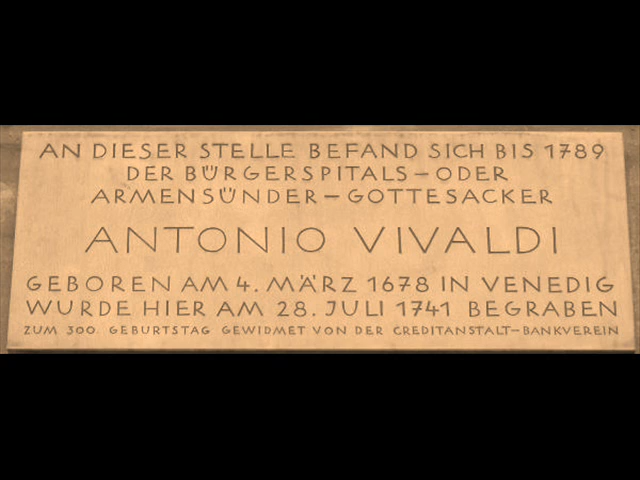 AN DIESER STELLE BEFAND SICH BIS 1789
DER BÜRGERSPITALS-ODER
ARMENSÜNDER-GOTTESACKER
ANTONIO VIVALDI
GEBOREN AM 4. MÄRZ 1678 IN VENEDIG
WURDE HIER AM 28. JULI 1741 BEGRABEN
ZUM 300. GEBURTSTAG GEWIDMET VON DER CREDITANSTALT-BANKVEREIN